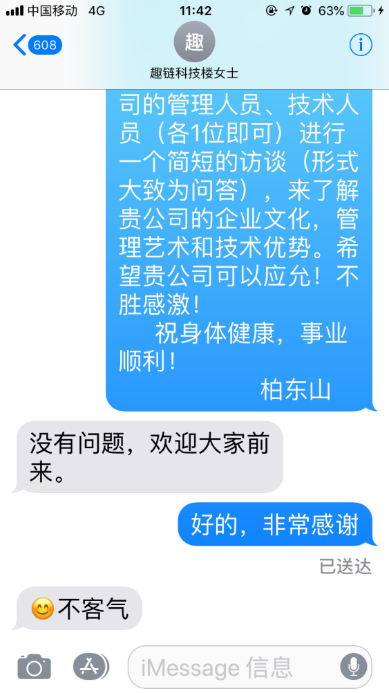 中国移动 4G 11:42 63%
608
趣
趣链科技楼女士
司的管理人员、技术人
员（各1位即可）进行
一个简短的访谈（形式
大致为问答），来了解
贵公司的企业文化，管
理艺术和技术优势。希
望贵公司可以应允！不
胜感激！
祝身体健康，事业
顺利！
柏东山
没有问题，欢迎大家前
来。
好的，非常感谢
已送达
😊不客气
iMessage 信息